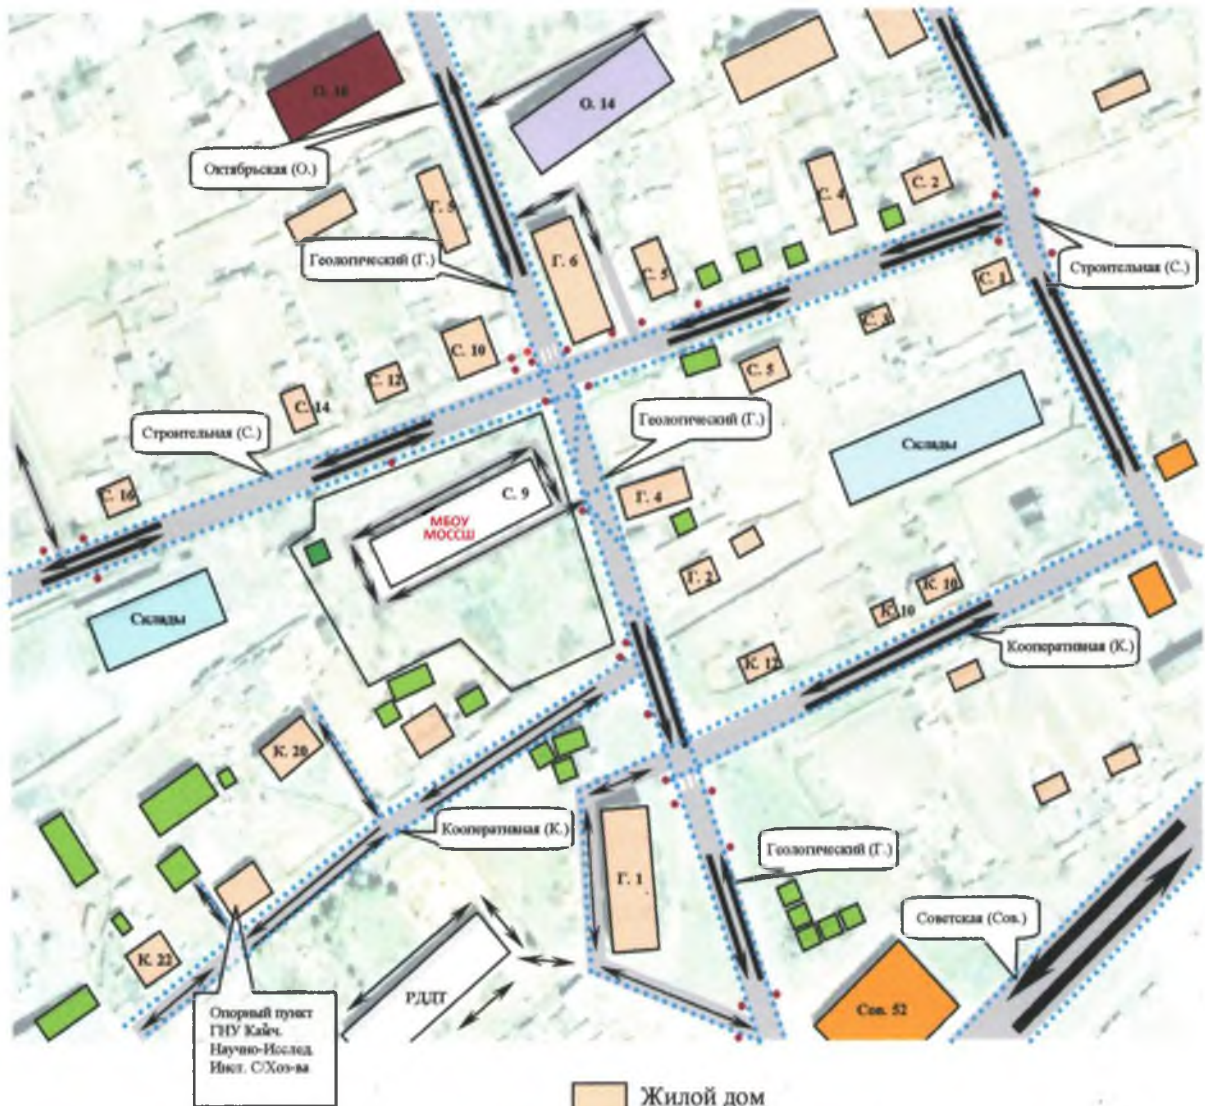 О. 16
О. 14
Октябрьская (О.)
С. 4
С. 2
Г. 5
Геологический (Г.)
Г. 6
С. 5
Строительная (С.)
С. 1
С. 10
С. 12
С. 5
С. 14
Строительная (С.)
Геологический (Г.)
Склады
С. 16
С. 9
МБОУ
МОССШ
Г. 4
Г. 2
Склады
К. 10
К. 10
Кооперативная (К.)
К. 12
К. 20
Кооперативная (К.)
Геологический (Г.)
Г. 1
Советская (Сов.)
К. 22
РДДТ
Сов. 52
Опорный пункт
ГНУ Камч.
Научно-Исслед.
Инст. С/Хоз-ва
Жилой дом